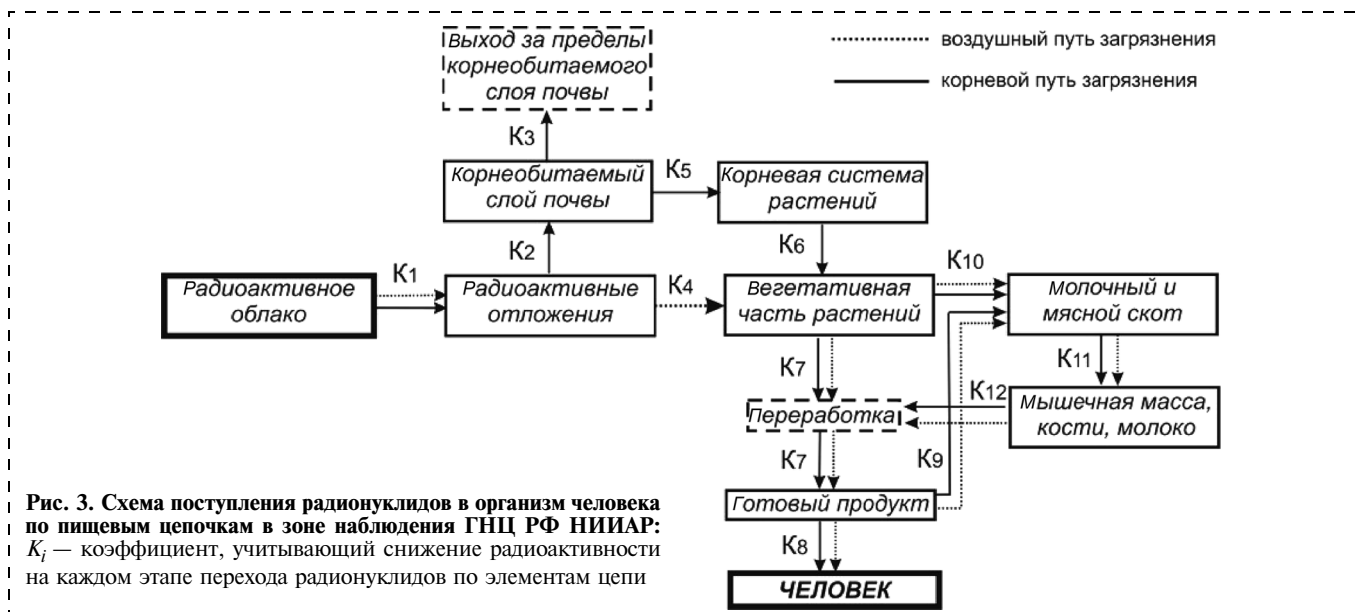 Выход за пределы
корнеобитаемого
слоя почвы
воздушный путь загрязнения
корневой путь загрязнения
К3
Корнеобитаемый
слой почвы
К5
Корневая система
растений
К2
К6
К1
Радиоактивное
облако
Радиоактивные
отложения
К4
Вегетативная
часть растений
К10
Молочный и
мясной скот
К7
К11
Переработка
К12
Мышечная масса,
кости, молоко
К7
К9
Готовый продукт
К8
ЧЕЛОВЕК
Рис. 3. Схема поступления радионуклидов в организм человека
по пищевым цепочкам в зоне наблюдения ГНЦ РФ НИИАР:
Ki — коэффициент, учитывающий снижение радиоактивности
на каждом этапе перехода радионуклидов по элементам цепи